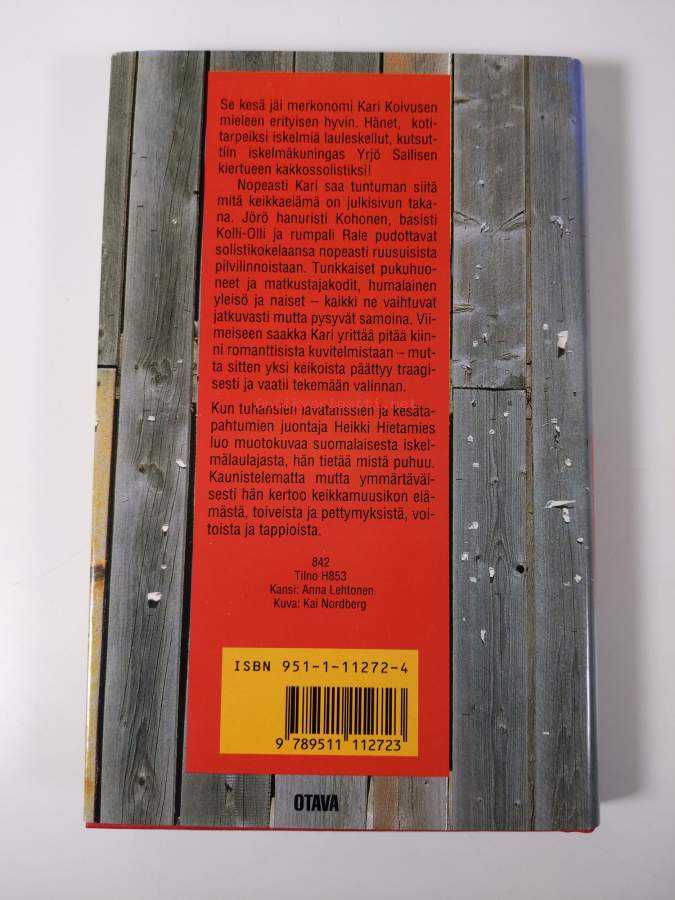 Se kesä jäi merkonomi Kari Koivusen
mieleen erityisen hyvin. Hänet, koti-
tarpeiksi iskelmiä lauleskellut, kutsut-
tiin iskelmäkuningas Yrjö Sallisen
kiertueen kakkossolistiksi!
Nopeasti Kari saa tuntuman siitä
mitä keikkaelämä on julkisivun taka-
na. Jörö hanuristi Kohonen, basisti
Kolli-Olli ja rumpali Rale pudottavat
solistikokelaansa nopeasti ruusuisista
pilvilinnoistaan. Tunkkaiset pukuhuo-
neet ja matkustajakodit, humalainen
yleisö ja naiset – kaikki ne vaihtuvat
jatkuvasti mutta pysyvät samoina. Vii-
meiseen saakka Kari yrittää pitää kiin-
ni romanttisista kuvitelmistaan – mut-
ta sitten yksi keikoista päättyy traagi-
sesti ja vaatii tekemään valinnan.
Kun tuhansien lavatanssien ja kesäta-
pahtumien juontaja Heikki Hietamies
luo muotokuvaa suomalaisesta iskel-
mälaulajasta, hän tietää mistä puhuu.
Kaunistelematta mutta ymmärtäväi-
sesti hän kertoo keikkamuusikon elä-
mästä, toiveista ja pettymyksistä, voi-
toista ja tappioista.
842
Tilno H853
Kansi: Anna Lehtonen
Kuva: Kai Nordberg
ISBN 951-1-11272-4
9 789511 112723
OTAVA